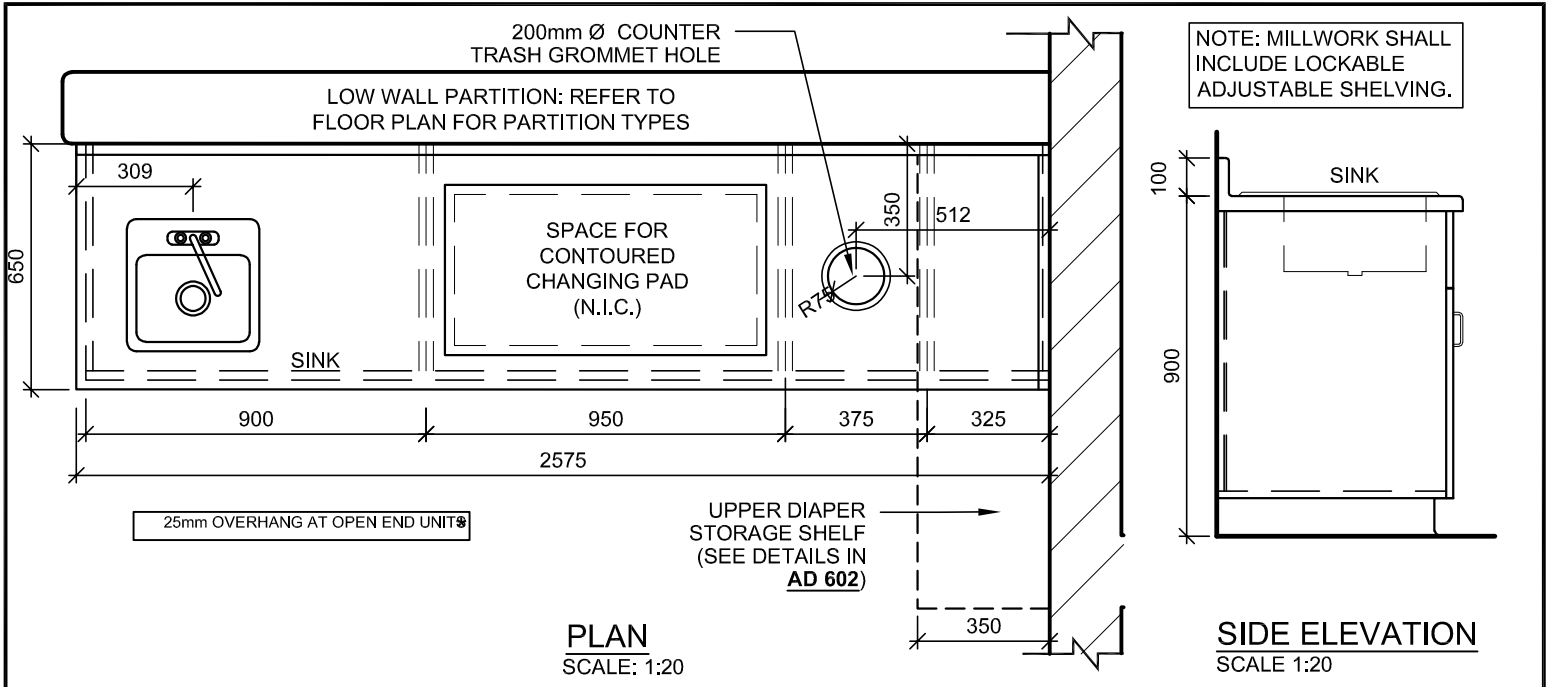 200mm Ø COUNTER
TRASH GROMMET HOLE
NOTE: MILLWORK SHALL
INCLUDE LOCKABLE
ADJUSTABLE SHELVING.
LOW WALL PARTITION: REFER TO
FLOOR PLAN FOR PARTITION TYPES
309
650
SPACE FOR
CONTOURED
CHANGING PAD
(N.I.C.)
350
512
R75
SINK
100
SINK
900
900
950
375
325
2575
25mm OVERHANG AT OPEN END UNITS
UPPER DIAPER
STORAGE SHELF
(SEE DETAILS IN
AD 602)
350
PLAN
SCALE: 1:20
SIDE ELEVATION
SCALE 1:20